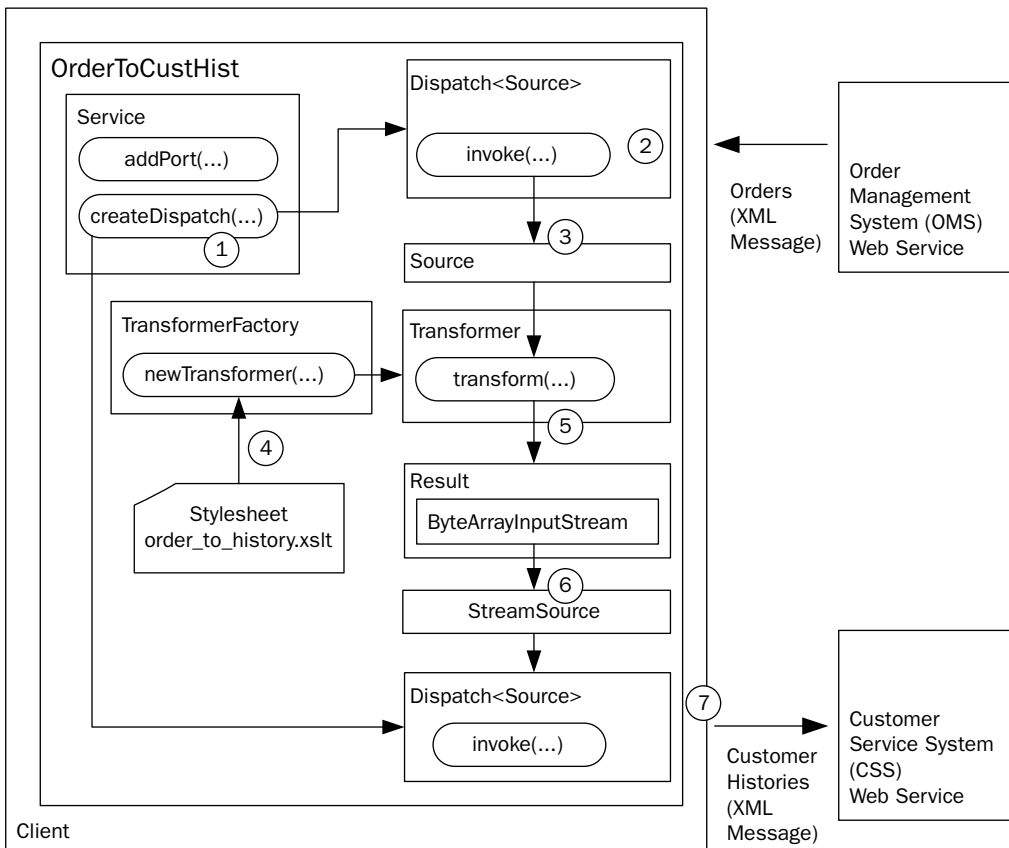 OrderToCustHist
Service
addPort(...)
createDispatch(...)
1
Dispatch<Source>
invoke(...)
2
3
Source
TransformerFactory
newTransformer(...)
4
Stylesheet
order_to_history.xslt
Transformer
transform(...)
5
Result
ByteArrayInputStream
6
StreamSource
Dispatch<Source>
invoke(...)
7
Orders
(XML
Message)
Order
Management
System (OMS)
Web Service
Customer
Histories
(XML
Message)
Customer
Service System
(CSS)
Web Service
Client